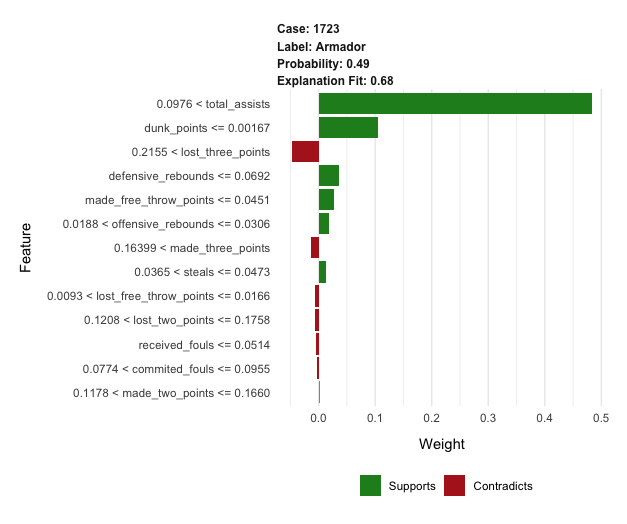 Case: 1723
Label: Armador
Probability: 0.49
Explanation Fit: 0.68
0.0976 < total_assists
dunk_points <= 0.00167
0.2155 < lost_three_points
defensive_rebounds <= 0.0692
made_free_throw_points <= 0.0451
0.0188 < offensive_rebounds <= 0.0306
0.16399 < made_three_points
0.0365 < steals <= 0.0473
0.0093 < lost_free_throw_points <= 0.0166
0.1208 < lost_two_points <= 0.1758
received_fouls <= 0.0514
0.0774 < commited_fouls <= 0.0955
0.1178 < made_two_points <= 0.1660
Feature
0.0 0.1 0.2 0.3 0.4 0.5
Weight
Supports Contradicts